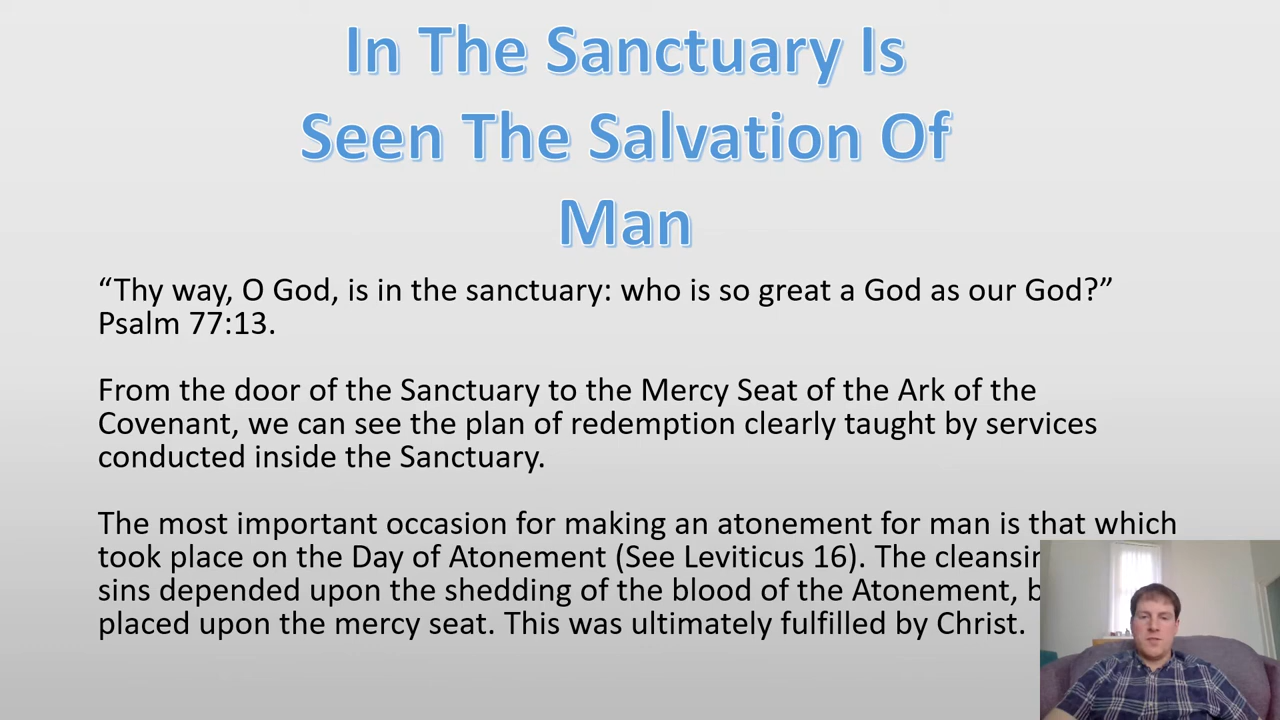 In The Sanctuary Is
Seen The Salvation Of
Man
“Thy way, O God, is in the sanctuary: who is so great a God as our God?”
Psalm 77:13.
From the door of the Sanctuary to the Mercy Seat of the Ark of the
Covenant, we can see the plan of redemption clearly taught by services
conducted inside the Sanctuary.
The most important occasion for making an atonement for man is that which
took place on the Day of Atonement (See Leviticus 16). The
sins depended upon the shedding of the blood of the Atonement,
placed upon the mercy seat. This was ultimately fulfilled by Christ.